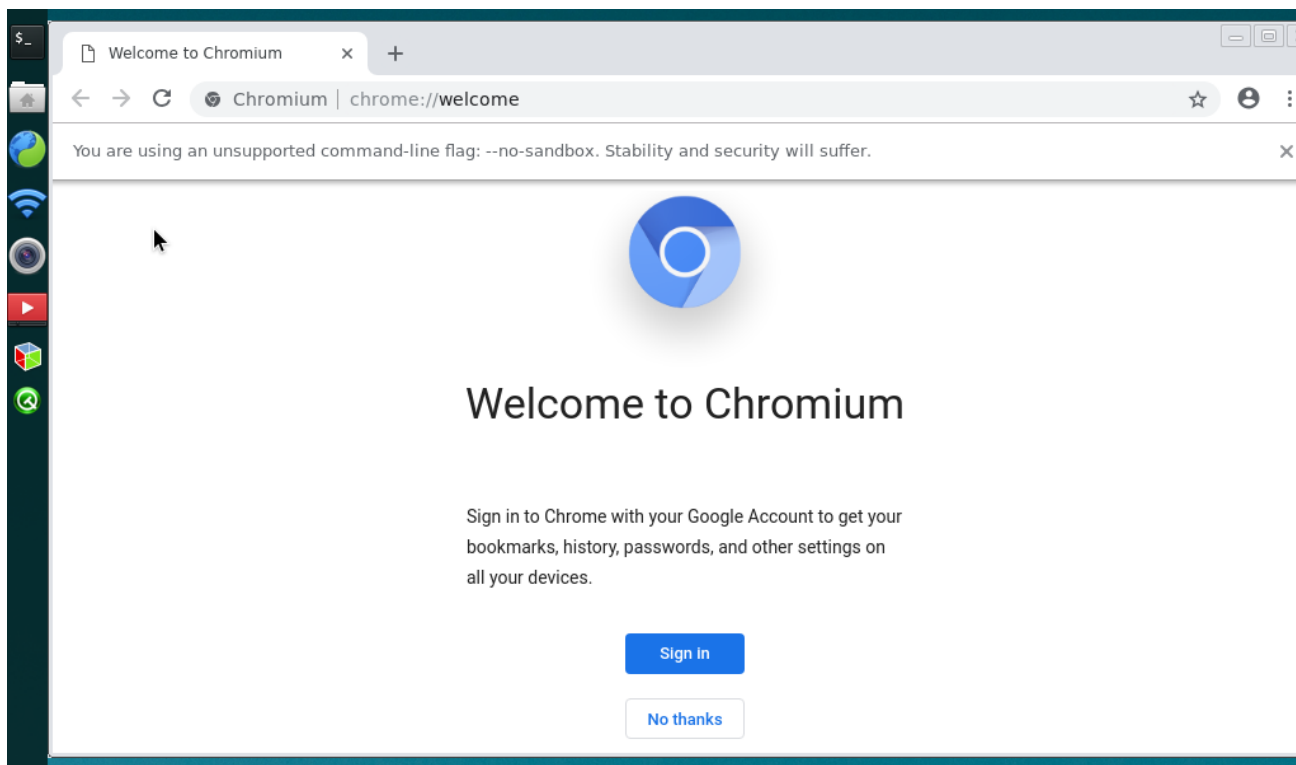 $_
Welcome to Chromium
Chromium | chrome://welcome
You are using an unsupported command-line flag: --no-sandbox. Stability and security will suffer.
Welcome to Chromium
Sign in to Chrome with your Google Account to get your
bookmarks, history, passwords, and other settings on
all your devices.
Sign in
No thanks